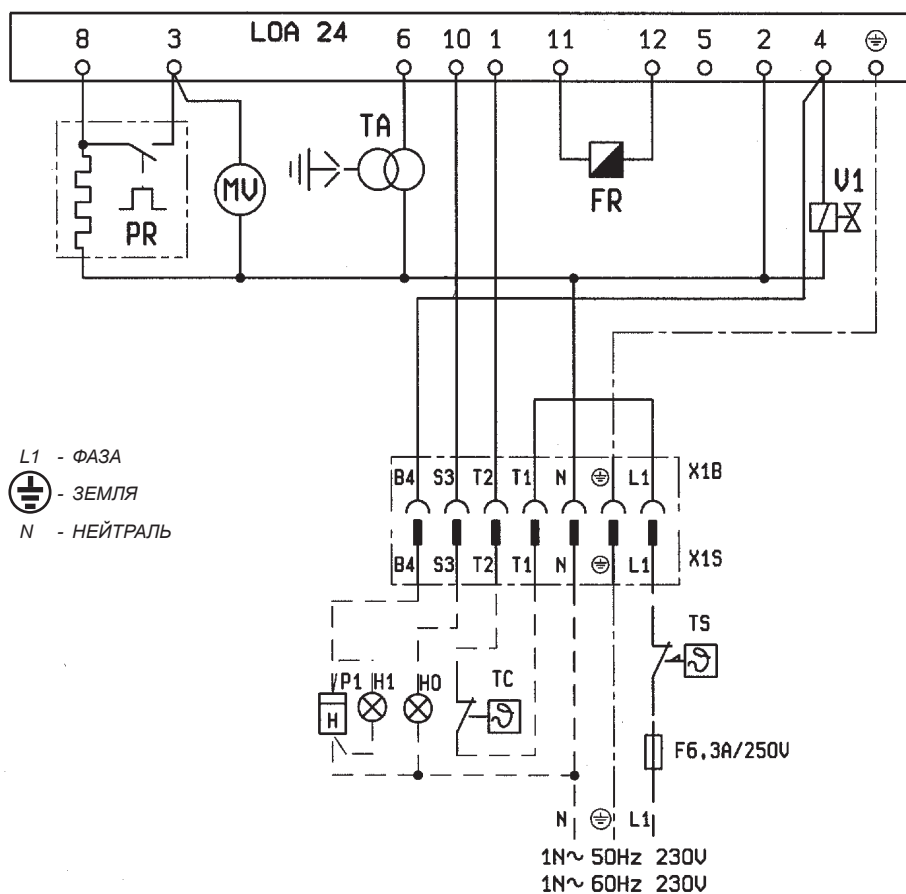 LOA 24
8 3 6 10 1 11 12 5 2 4
TA
MV
FR
V1
PR
L1 - ФАЗА
- ЗЕМЛЯ
N - НЕЙТРАЛЬ
B4 S3 T2 T1 N L1 X1B
B4 S3 T2 T1 N L1 X1S
TS
P1 H1 H0 TC
H
F6,3A/250V
N L1
1N~ 50Hz 230V
1N~ 60Hz 230V